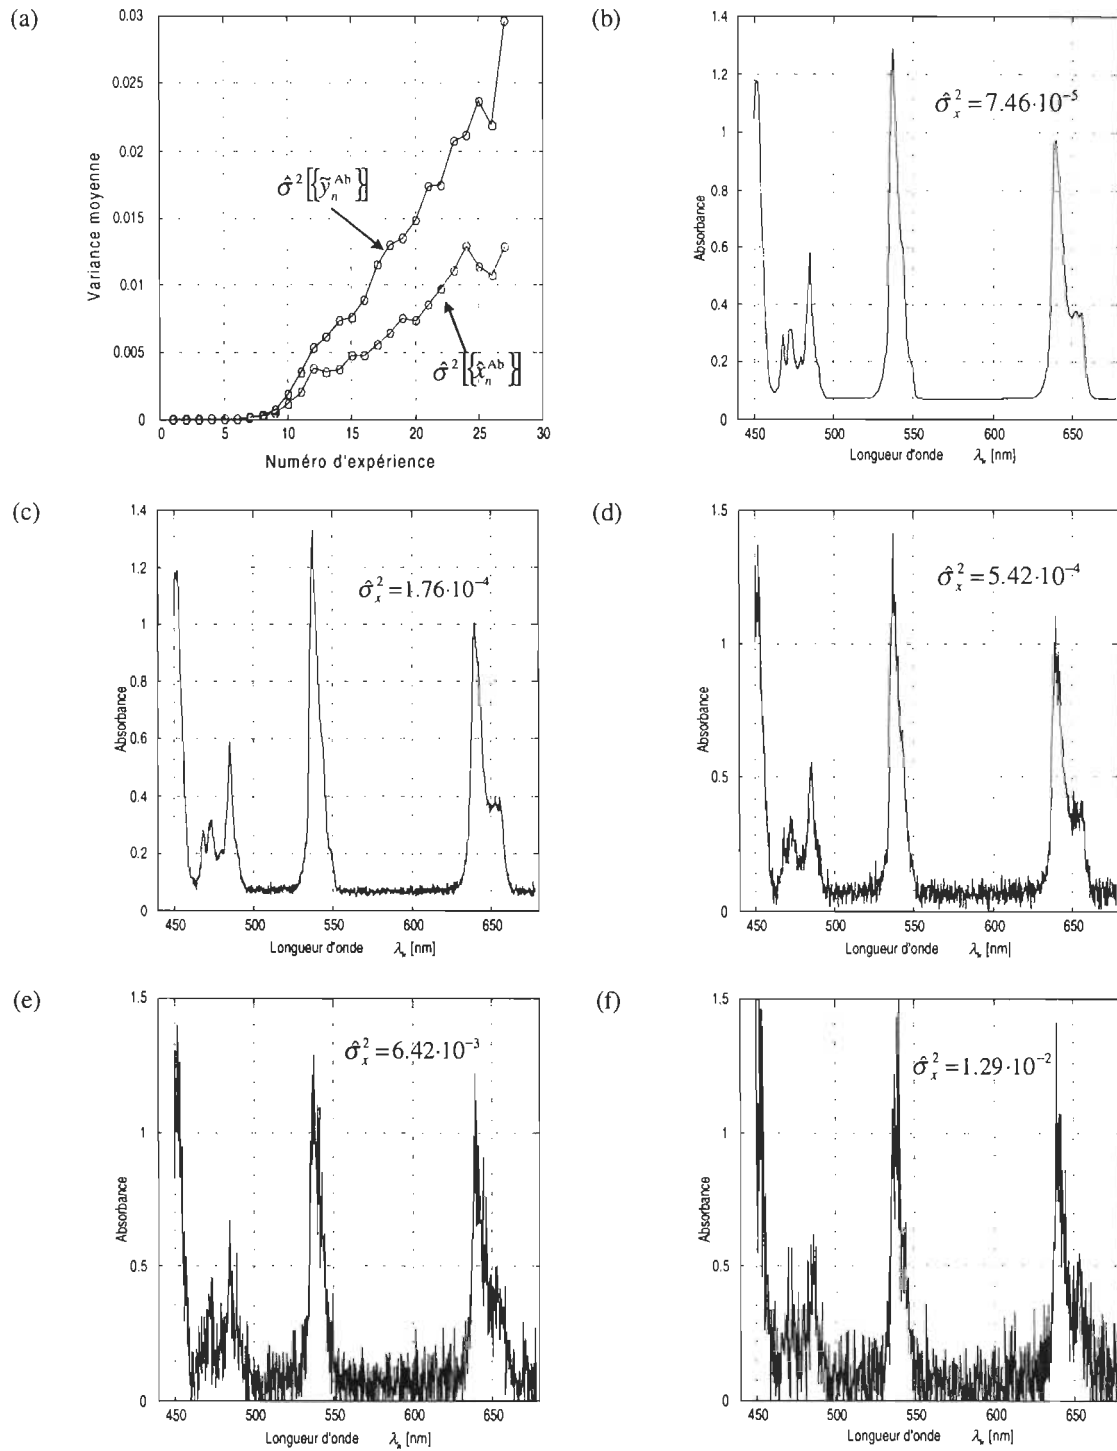 (a)
0.03
0.025
0.02
0.015
0.01
0.005
0
Variance moyenne
σ̂²[{ỹₙᴬᵇ}]
σ̂²[{x̂ₙᴬᵇ}]
0 5 10 15 20 25 30
Numéro d'expérience
(b)
1.4
1.2
1
0.8
0.6
0.4
0.2
0
Absorbance
σ̂ₓ² = 7.46·10⁻⁵
450 500 550 600 650
Longueur d'onde λₙ [nm]
(c)
1.4
1.2
1
0.8
0.6
0.4
0.2
0
Absorbance
σ̂ₓ² = 1.76·10⁻⁴
450 500 550 600 650
Longueur d'onde λₙ [nm]
(d)
1.5
1
0.5
0
Absorbance
σ̂ₓ² = 5.42·10⁻⁴
450 500 550 600 650
Longueur d'onde λₙ [nm]
(e)
1.5
1
0.5
0
Absorbance
σ̂ₓ² = 6.42·10⁻³
450 500 550 600 650
Longueur d'onde λₙ [nm]
(f)
1.5
1
0.5
0
Absorbance
σ̂ₓ² = 1.29·10⁻²
450 500 550 600 650
Longueur d'onde λₙ [nm]